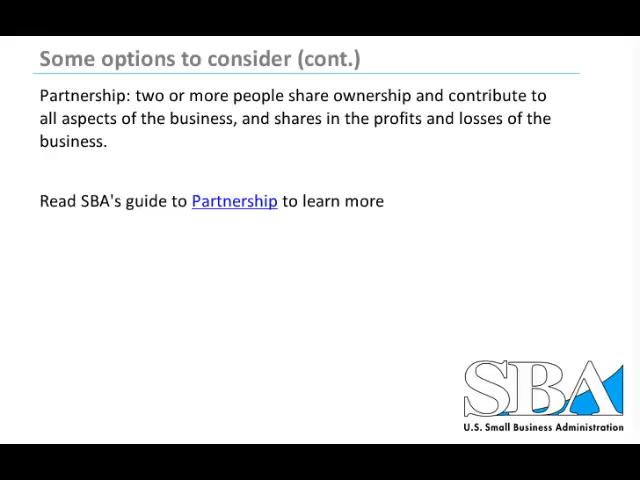 Some options to consider (cont.)
Partnership: two or more people share ownership and contribute to
all aspects of the business, and shares in the profits and losses of the
business.
Read SBA's guide to Partnership to learn more
SBA
U.S. Small Business Administration